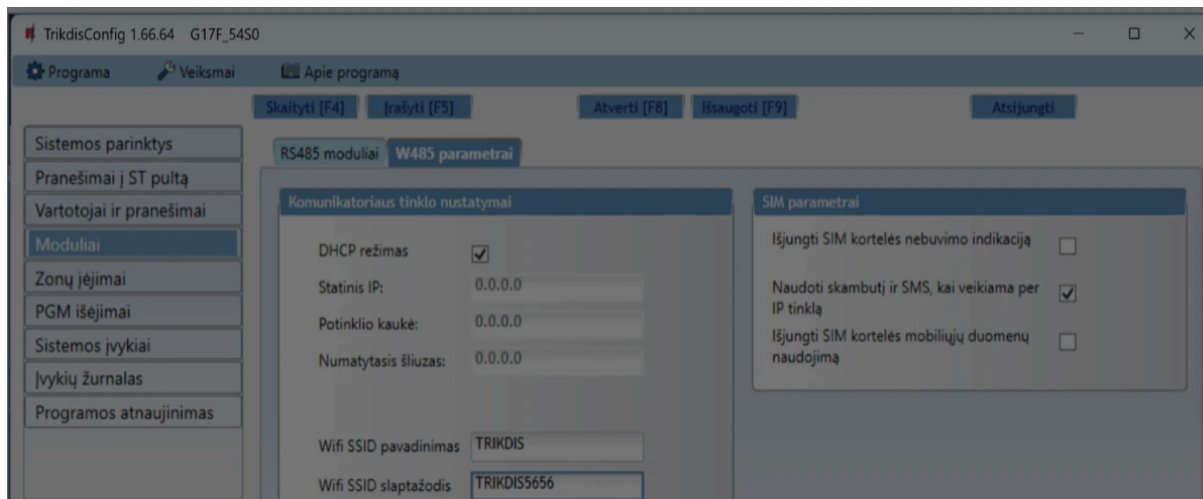 TrikdisConfig 1.66.64 G17F_54S0
Programa Veiksmai Apie programą
Skaityti [F4] Įrašyti [F5] Atverti [F8] Išsaugoti [F9] Atsijungti
Sistemos parinktys
Pranešimai į ST pultą
Vartotojai ir pranešimai
Moduliai
Zonų įėjimai
PGM išėjimai
Sistemos įvykiai
Įvykių žurnalas
Programos atnaujinimas
RS485 moduliai W485 parametrai
Komunikatoriaus tinklo nustatymai
DHCP režimas
Statinis IP: 0.0.0.0
Potinklio kaukė: 0.0.0.0
Numatytasis šliuzas: 0.0.0.0
Wifi SSID pavadinimas TRIKDIS
Wifi SSID slaptažodis TRIKDIS5656
SIM parametrai
Išjungti SIM kortelės nebuvimo indikaciją
Naudoti skambutį ir SMS, kai veikiama per
IP tinklą
Išjungti SIM kortelės mobiliųjų duomenų
naudojimą